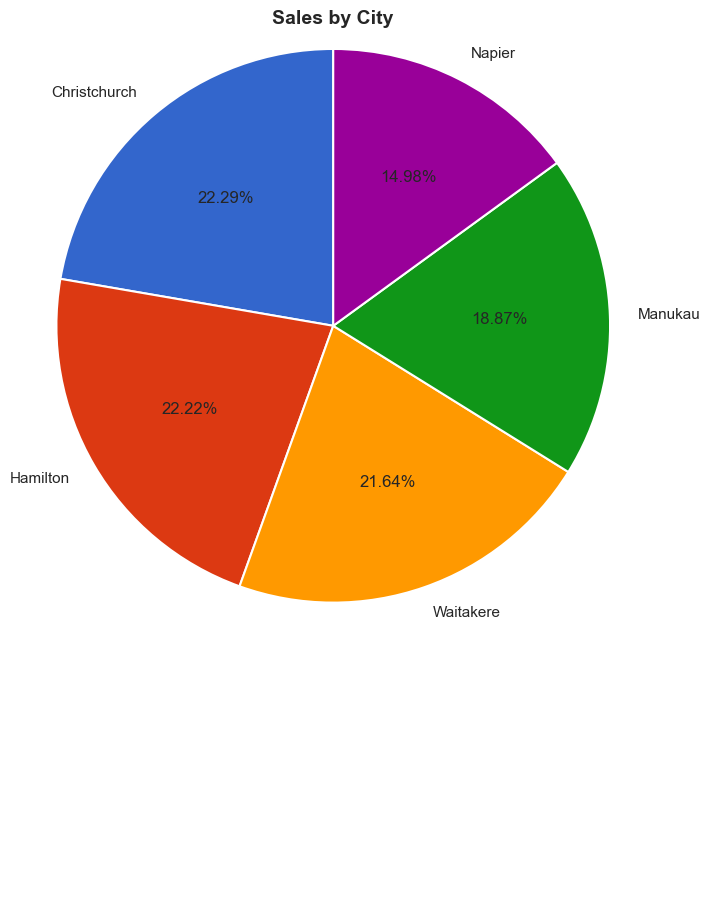 Sales by City
Napier
Christchurch
14.98%
22.29%
Manukau
18.87%
22.22%
Hamilton
21.64%
Waitakere